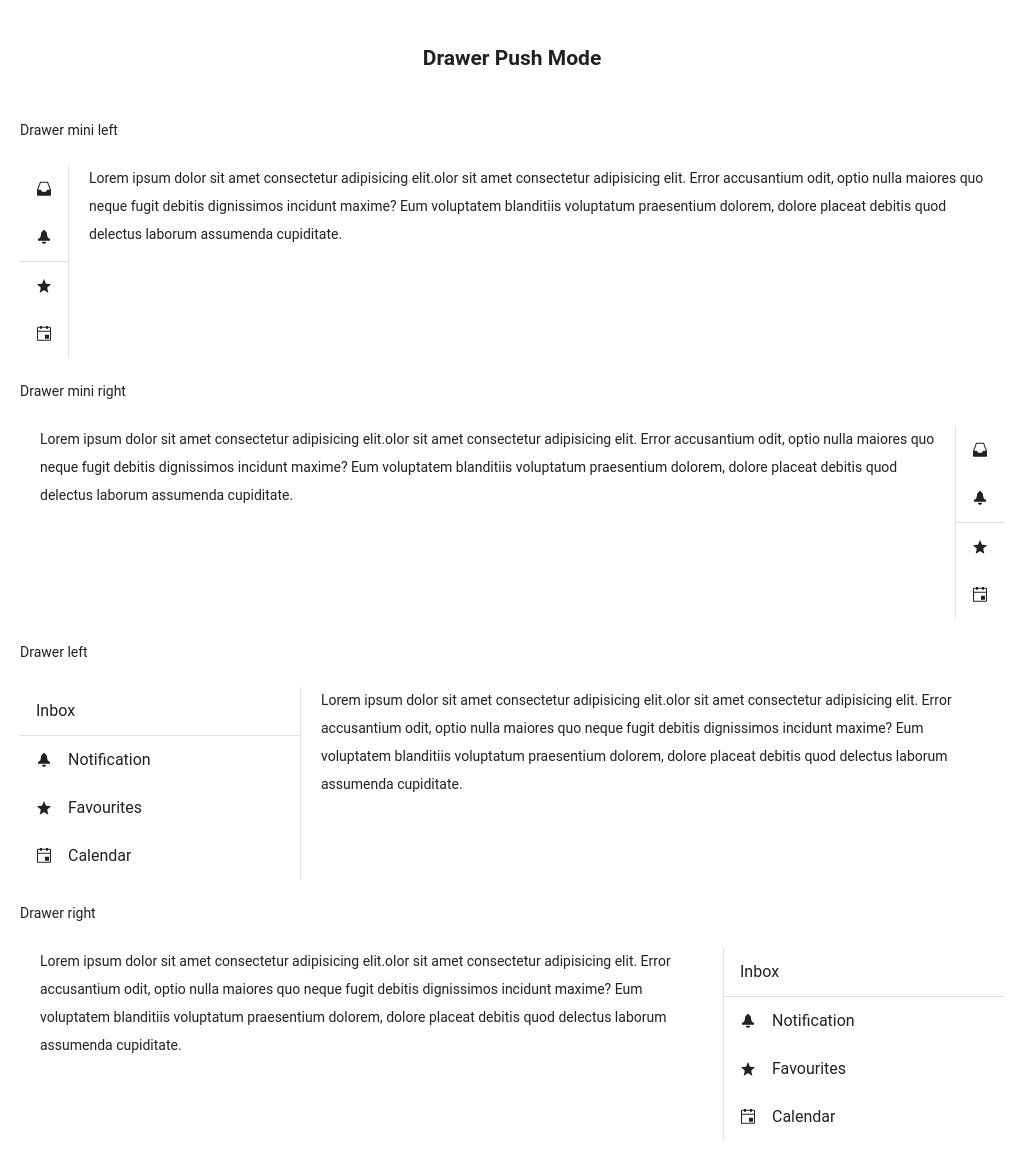 Drawer Push Mode
Drawer mini left
Lorem ipsum dolor sit amet consectetur adipisicing elit.olor sit amet consectetur adipisicing elit. Error accusantium odit, optio nulla maiores quo
neque fugit debitis dignissimos incidunt maxime? Eum voluptatem blanditiis voluptatum praesentium dolorem, dolore placeat debitis quod
delectus laborum assumenda cupiditate.
Drawer mini right
Lorem ipsum dolor sit amet consectetur adipisicing elit.olor sit amet consectetur adipisicing elit. Error accusantium odit, optio nulla maiores quo
neque fugit debitis dignissimos incidunt maxime? Eum voluptatem blanditiis voluptatum praesentium dolorem, dolore placeat debitis quod
delectus laborum assumenda cupiditate.
Drawer left
Inbox
Notification
Favourites
Calendar
Lorem ipsum dolor sit amet consectetur adipisicing elit.olor sit amet consectetur adipisicing elit. Error
accusantium odit, optio nulla maiores quo neque fugit debitis dignissimos incidunt maxime? Eum
voluptatem blanditiis voluptatum praesentium dolorem, dolore placeat debitis quod delectus laborum
assumenda cupiditate.
Drawer right
Lorem ipsum dolor sit amet consectetur adipisicing elit.olor sit amet consectetur adipisicing elit. Error
accusantium odit, optio nulla maiores quo neque fugit debitis dignissimos incidunt maxime? Eum
voluptatem blanditiis voluptatum praesentium dolorem, dolore placeat debitis quod delectus laborum
assumenda cupiditate.
Inbox
Notification
Favourites
Calendar